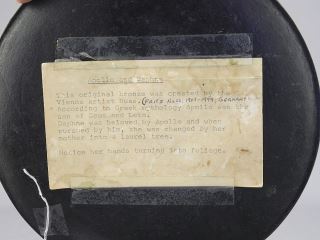 Apollo and Daphne
This original bronze was created by the
Vienna artist Huss.
According to Greek mythology Apollo was the
son of Zeus and Leto.
Daphne was beloved by Apollo and when
pursued by him, she was changed by her
mother into a laurel tree.
Notice her hands turning into foliage.